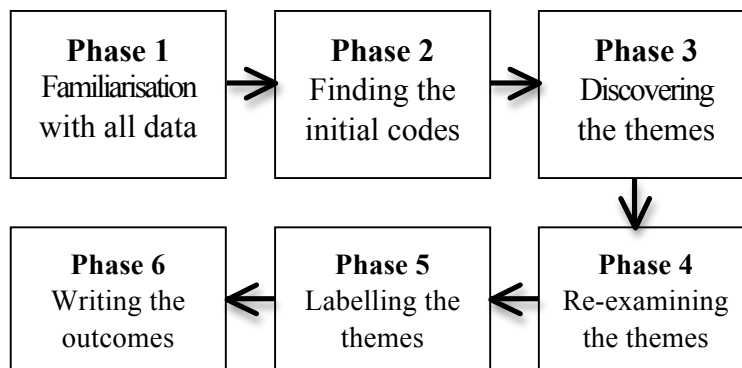 Phase 1
Familiarisation
with all data
Phase 2
Finding the
initial codes
Phase 3
Discovering
the themes
Phase 4
Re-examining
the themes
Phase 5
Labelling the
themes
Phase 6
Writing the
outcomes